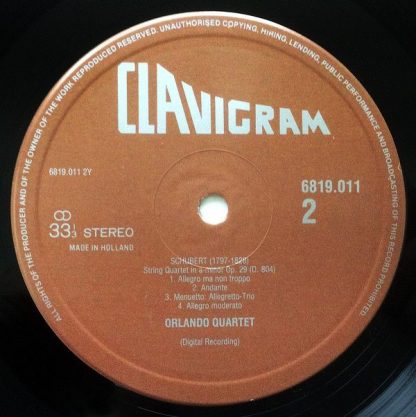 ALL RIGHTS OF THE PRODUCER AND OF THE OWNER OF THE WORK REPRODUCED RESERVED. UNAUTHORISED COPYING, HIRING, LENDING, PUBLIC PERFORMANCE AND BROADCASTING OF THIS RECORD PROHIBITED.
CLAVIGRAM
6819.011 2Y
6819.011
2
33 1/3 STEREO
MADE IN HOLLAND
SCHUBERT (1797-1828)
String Quartet in a-minor Op. 29 (D. 804)
1. Allegro ma non troppo
2. Andante
3. Menuetto: Allegretto-Trio
4. Allegro moderato
ORLANDO QUARTET
(Digital Recording)